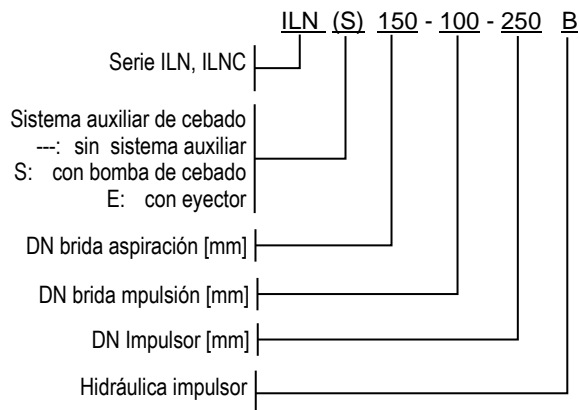 ILN (S) 150 - 100 - 250 B
Serie ILN, ILNC
Sistema auxiliar de cebado
---: sin sistema auxiliar
S: con bomba de cebado
E: con eyector
DN brida aspiración [mm]
DN brida mpulsión [mm]
DN Impulsor [mm]
Hidráulica impulsor